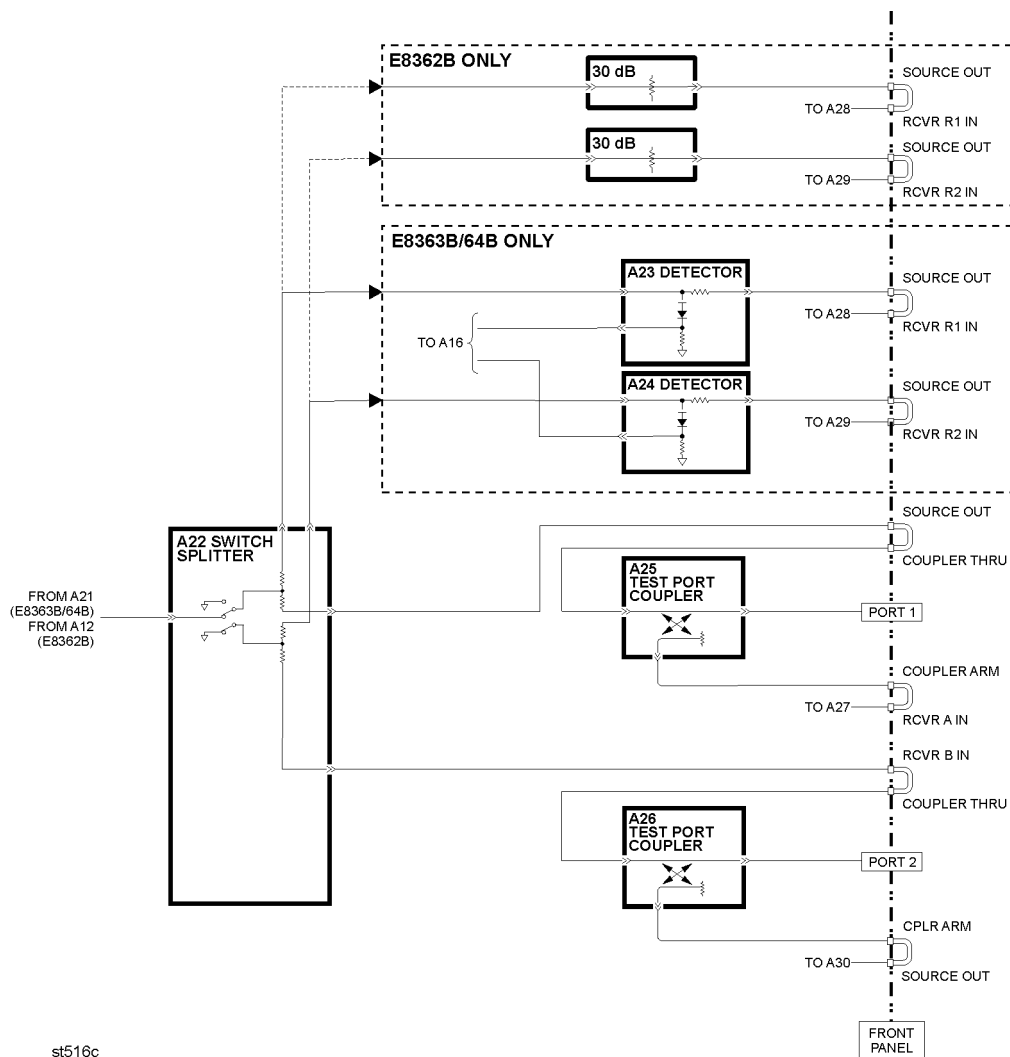 E8362B ONLY
30 dB
SOURCE OUT
TO A28
RCVR R1 IN
30 dB
SOURCE OUT
TO A29
RCVR R2 IN
E8363B/64B ONLY
A23 DETECTOR
SOURCE OUT
TO A28
RCVR R1 IN
TO A16
A24 DETECTOR
SOURCE OUT
TO A29
RCVR R2 IN
A22 SWITCH
SPLITTER
SOURCE OUT
COUPLER THRU
A25
TEST PORT
COUPLER
FROM A21
(E8363B/64B)
FROM A12
(E8362B)
PORT 1
COUPLER ARM
TO A27
RCVR A IN
RCVR B IN
COUPLER THRU
A26
TEST PORT
COUPLER
PORT 2
CPLR ARM
TO A30
SOURCE OUT
FRONT
PANEL
st516c